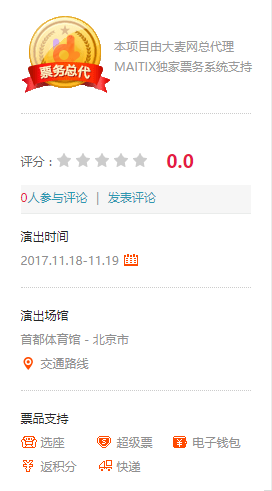 票务总代
本项目由大麦网总代理
MAITIX独家票务系统支持
评分： 0.0
0人参与评论 | 发表评论
演出时间
2017.11.18-11.19
演出场馆
首都体育馆 - 北京市
交通路线
票品支持
选座 超级票 电子钱包
返积分 快递